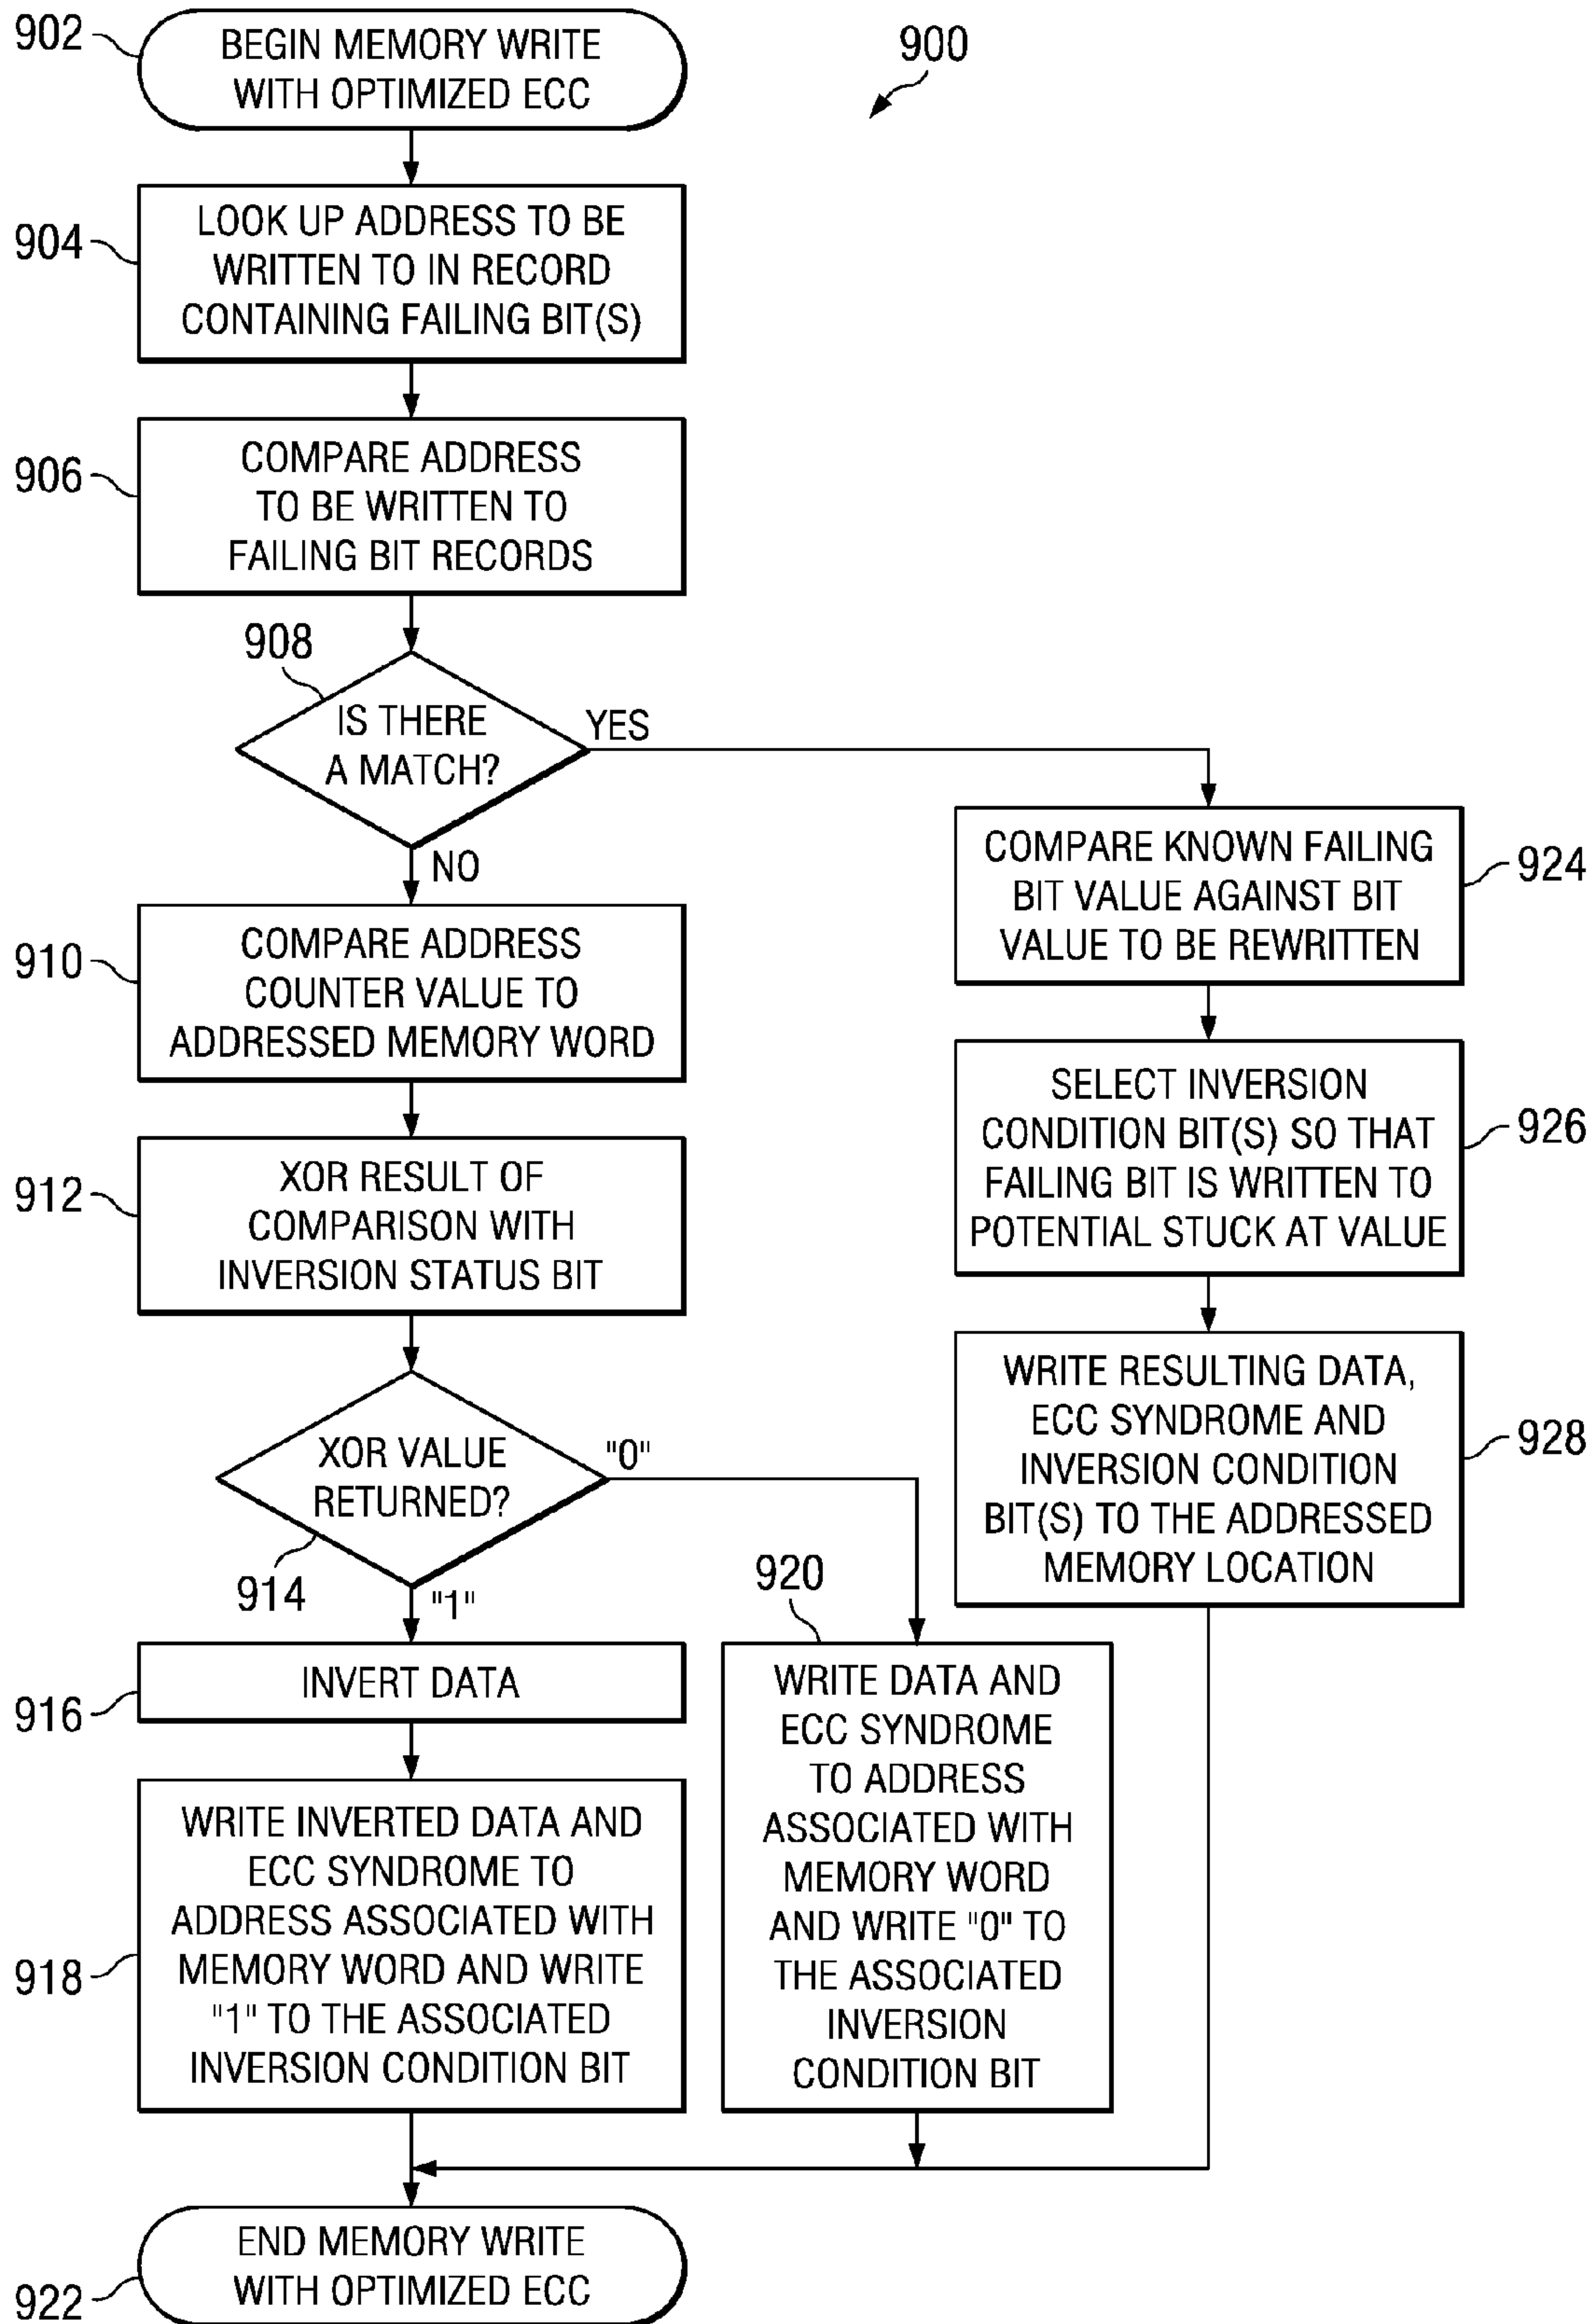 902
BEGIN MEMORY WRITE
WITH OPTIMIZED ECC
900
904
LOOK UP ADDRESS TO BE
WRITTEN TO IN RECORD
CONTAINING FAILING BIT(S)
906
COMPARE ADDRESS
TO BE WRITTEN TO
FAILING BIT RECORDS
908
IS THERE
A MATCH?
YES
NO
924
COMPARE KNOWN FAILING
BIT VALUE AGAINST BIT
VALUE TO BE REWRITTEN
910
COMPARE ADDRESS
COUNTER VALUE TO
ADDRESSED MEMORY WORD
926
SELECT INVERSION
CONDITION BIT(S) SO THAT
FAILING BIT IS WRITTEN TO
POTENTIAL STUCK AT VALUE
912
XOR RESULT OF
COMPARISON WITH
INVERSION STATUS BIT
928
WRITE RESULTING DATA,
ECC SYNDROME AND
INVERSION CONDITION
BIT(S) TO THE ADDRESSED
MEMORY LOCATION
XOR VALUE
RETURNED?
"0"
914
"1"
916
INVERT DATA
920
WRITE DATA AND
ECC SYNDROME
TO ADDRESS
ASSOCIATED WITH
MEMORY WORD
AND WRITE "0" TO
THE ASSOCIATED
INVERSION
CONDITION BIT
918
WRITE INVERTED DATA AND
ECC SYNDROME TO
ADDRESS ASSOCIATED WITH
MEMORY WORD AND WRITE
"1" TO THE ASSOCIATED
INVERSION CONDITION BIT
922
END MEMORY WRITE
WITH OPTIMIZED ECC